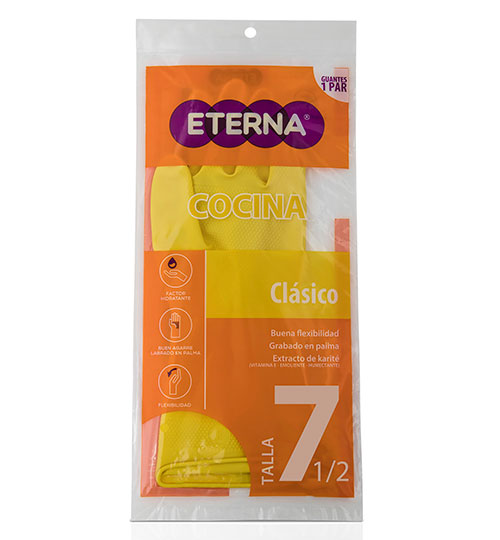 GUANTES
1 PAR
ETERNA®
COCINA
Clásico
FACTOR
HIDRATANTE
Buena flexibilidad
Grabado en palma
Extracto de karité
(VITAMINA E - EMOLIENTE - HUMECTANTE)
BUEN AGARRE
LABRADO EN PALMA
FLEXIBILIDAD
TALLA
7 1/2